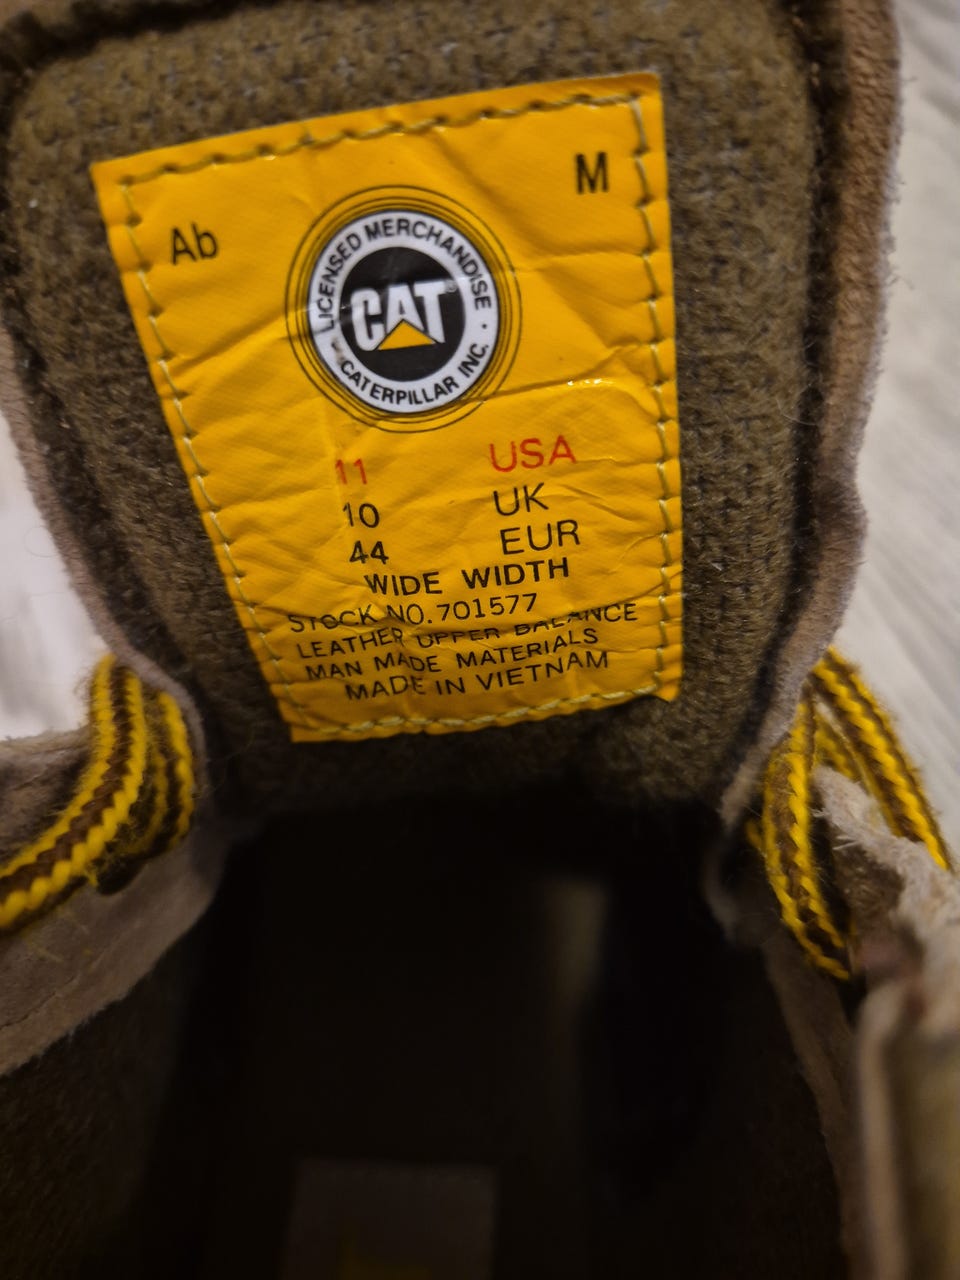 Ab
M
LICENSED MERCHANDISE
CAT®
CATERPILLAR INC.
11 USA
10 UK
44 EUR
WIDE WIDTH
STOCK NO.701577
LEATHER UPPER BALANCE
MAN MADE MATERIALS
MADE IN VIETNAM